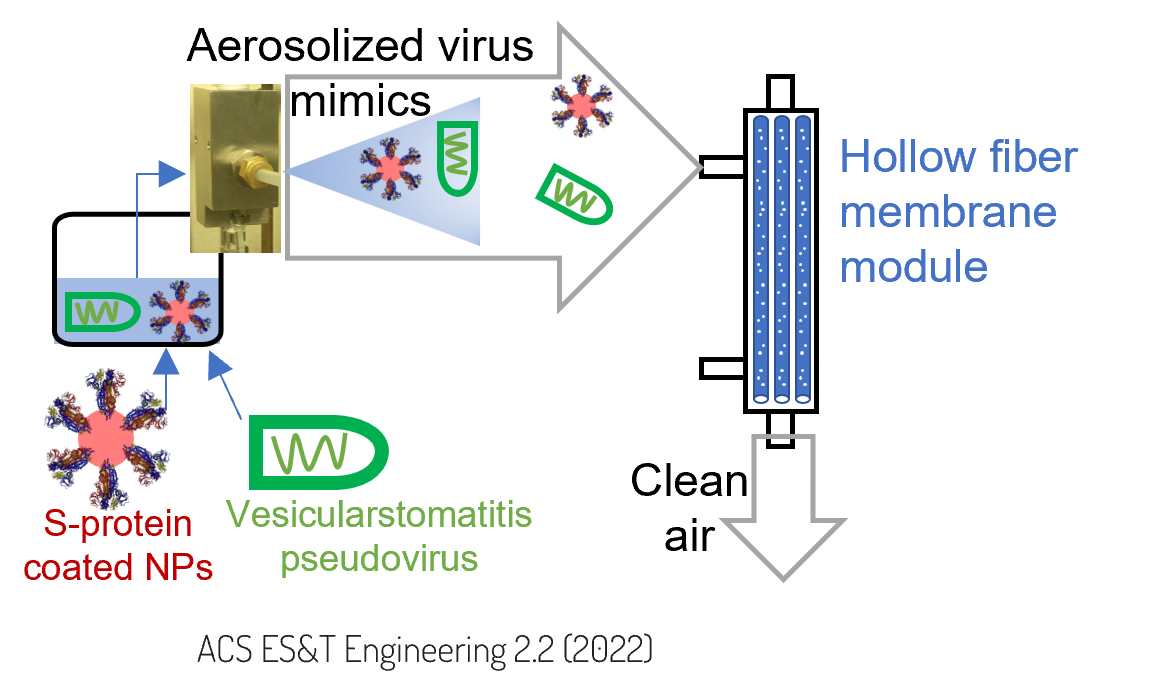 Aerosolized virus
mimics
Hollow fiber
membrane
module
Clean
air
S-protein
coated NPs
Vesicularstomatitis
pseudovirus
ACS ES&T Engineering 2.2 (2022)